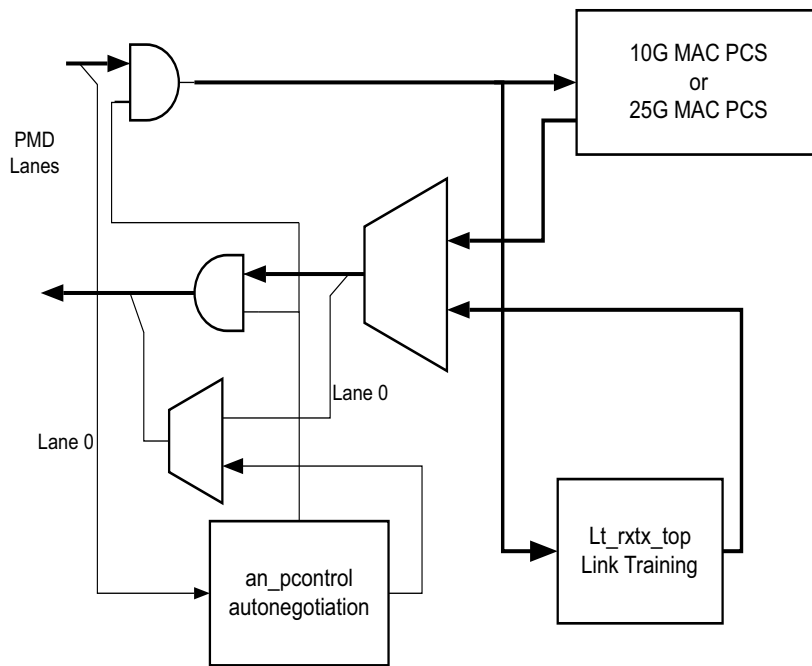 10G MAC PCS
or
25G MAC PCS
PMD
Lanes
Lane 0
Lane 0
Lt_rxtx_top
Link Training
an_pcontrol
autonegotiation